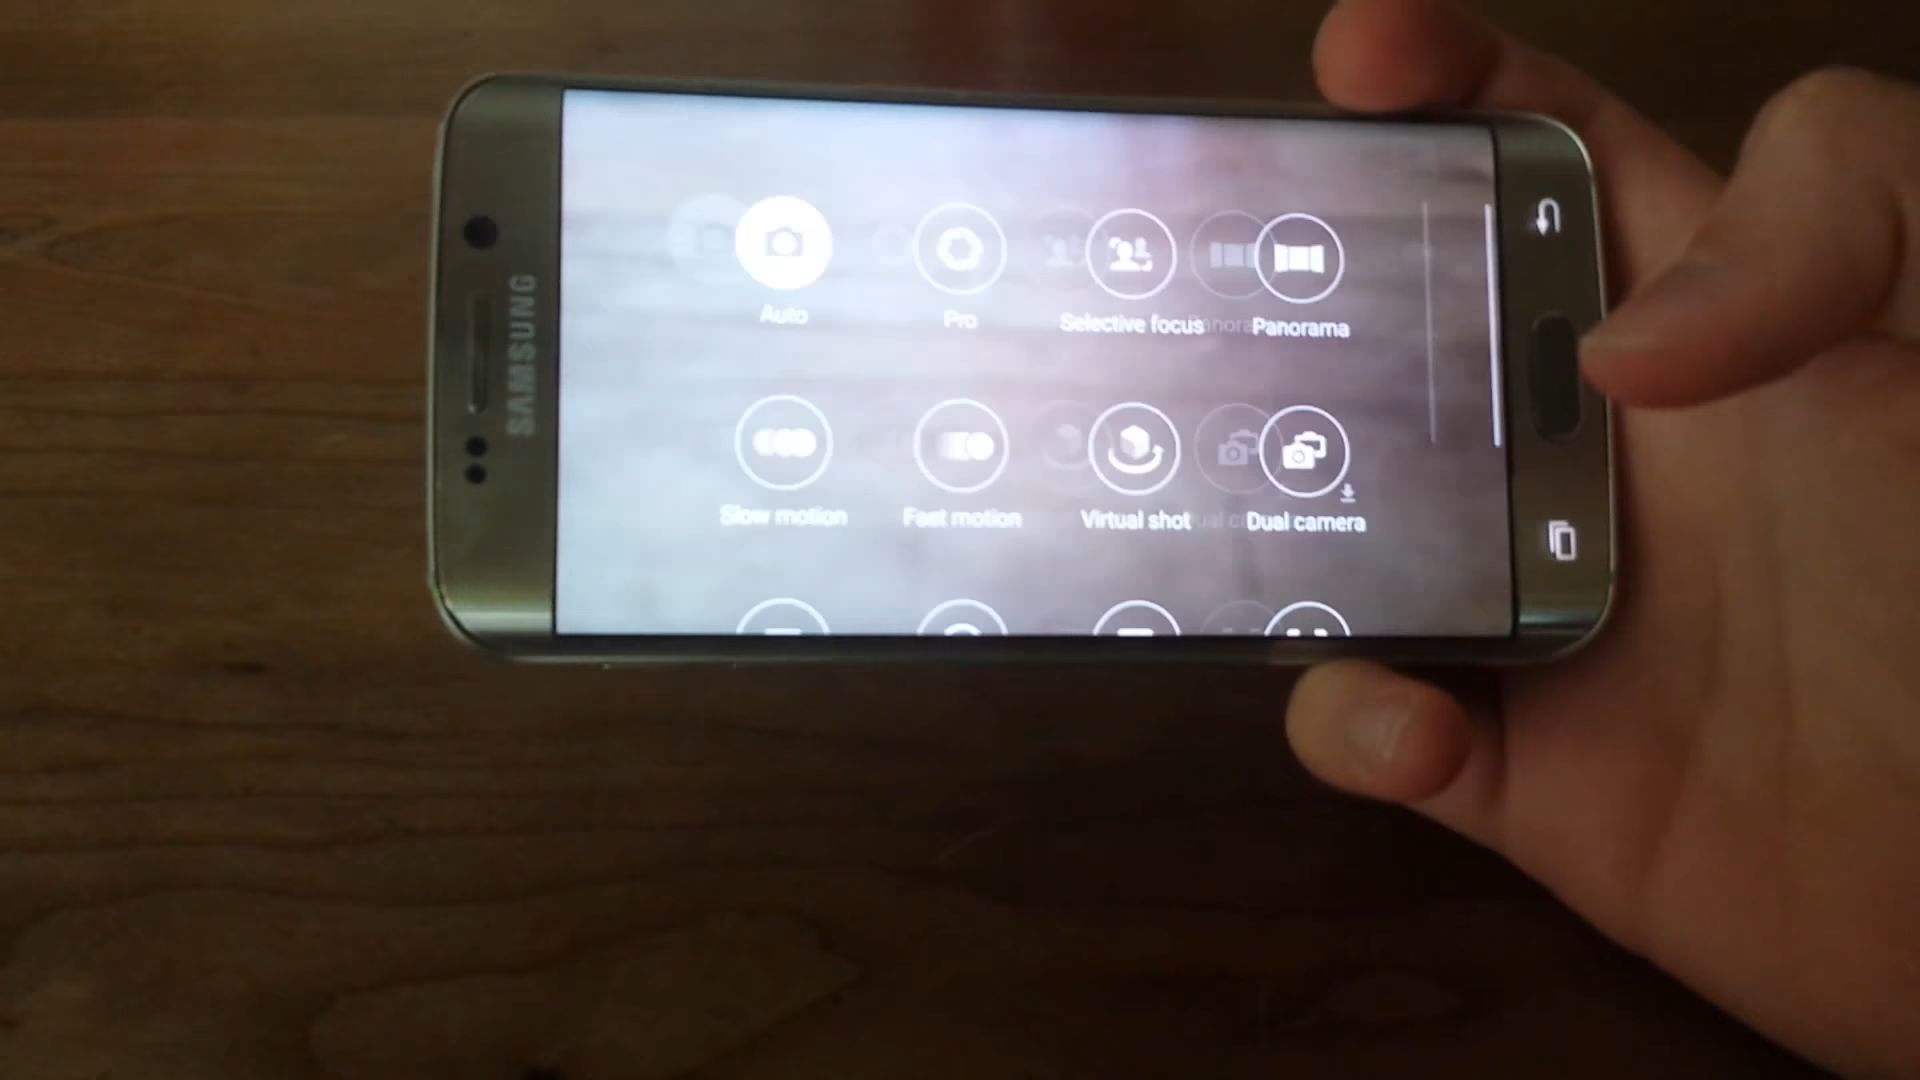 SAMSUNG
Auto
Pro
Selective focus
Panorama
Slow motion
Fast motion
Virtual shot
Dual camera